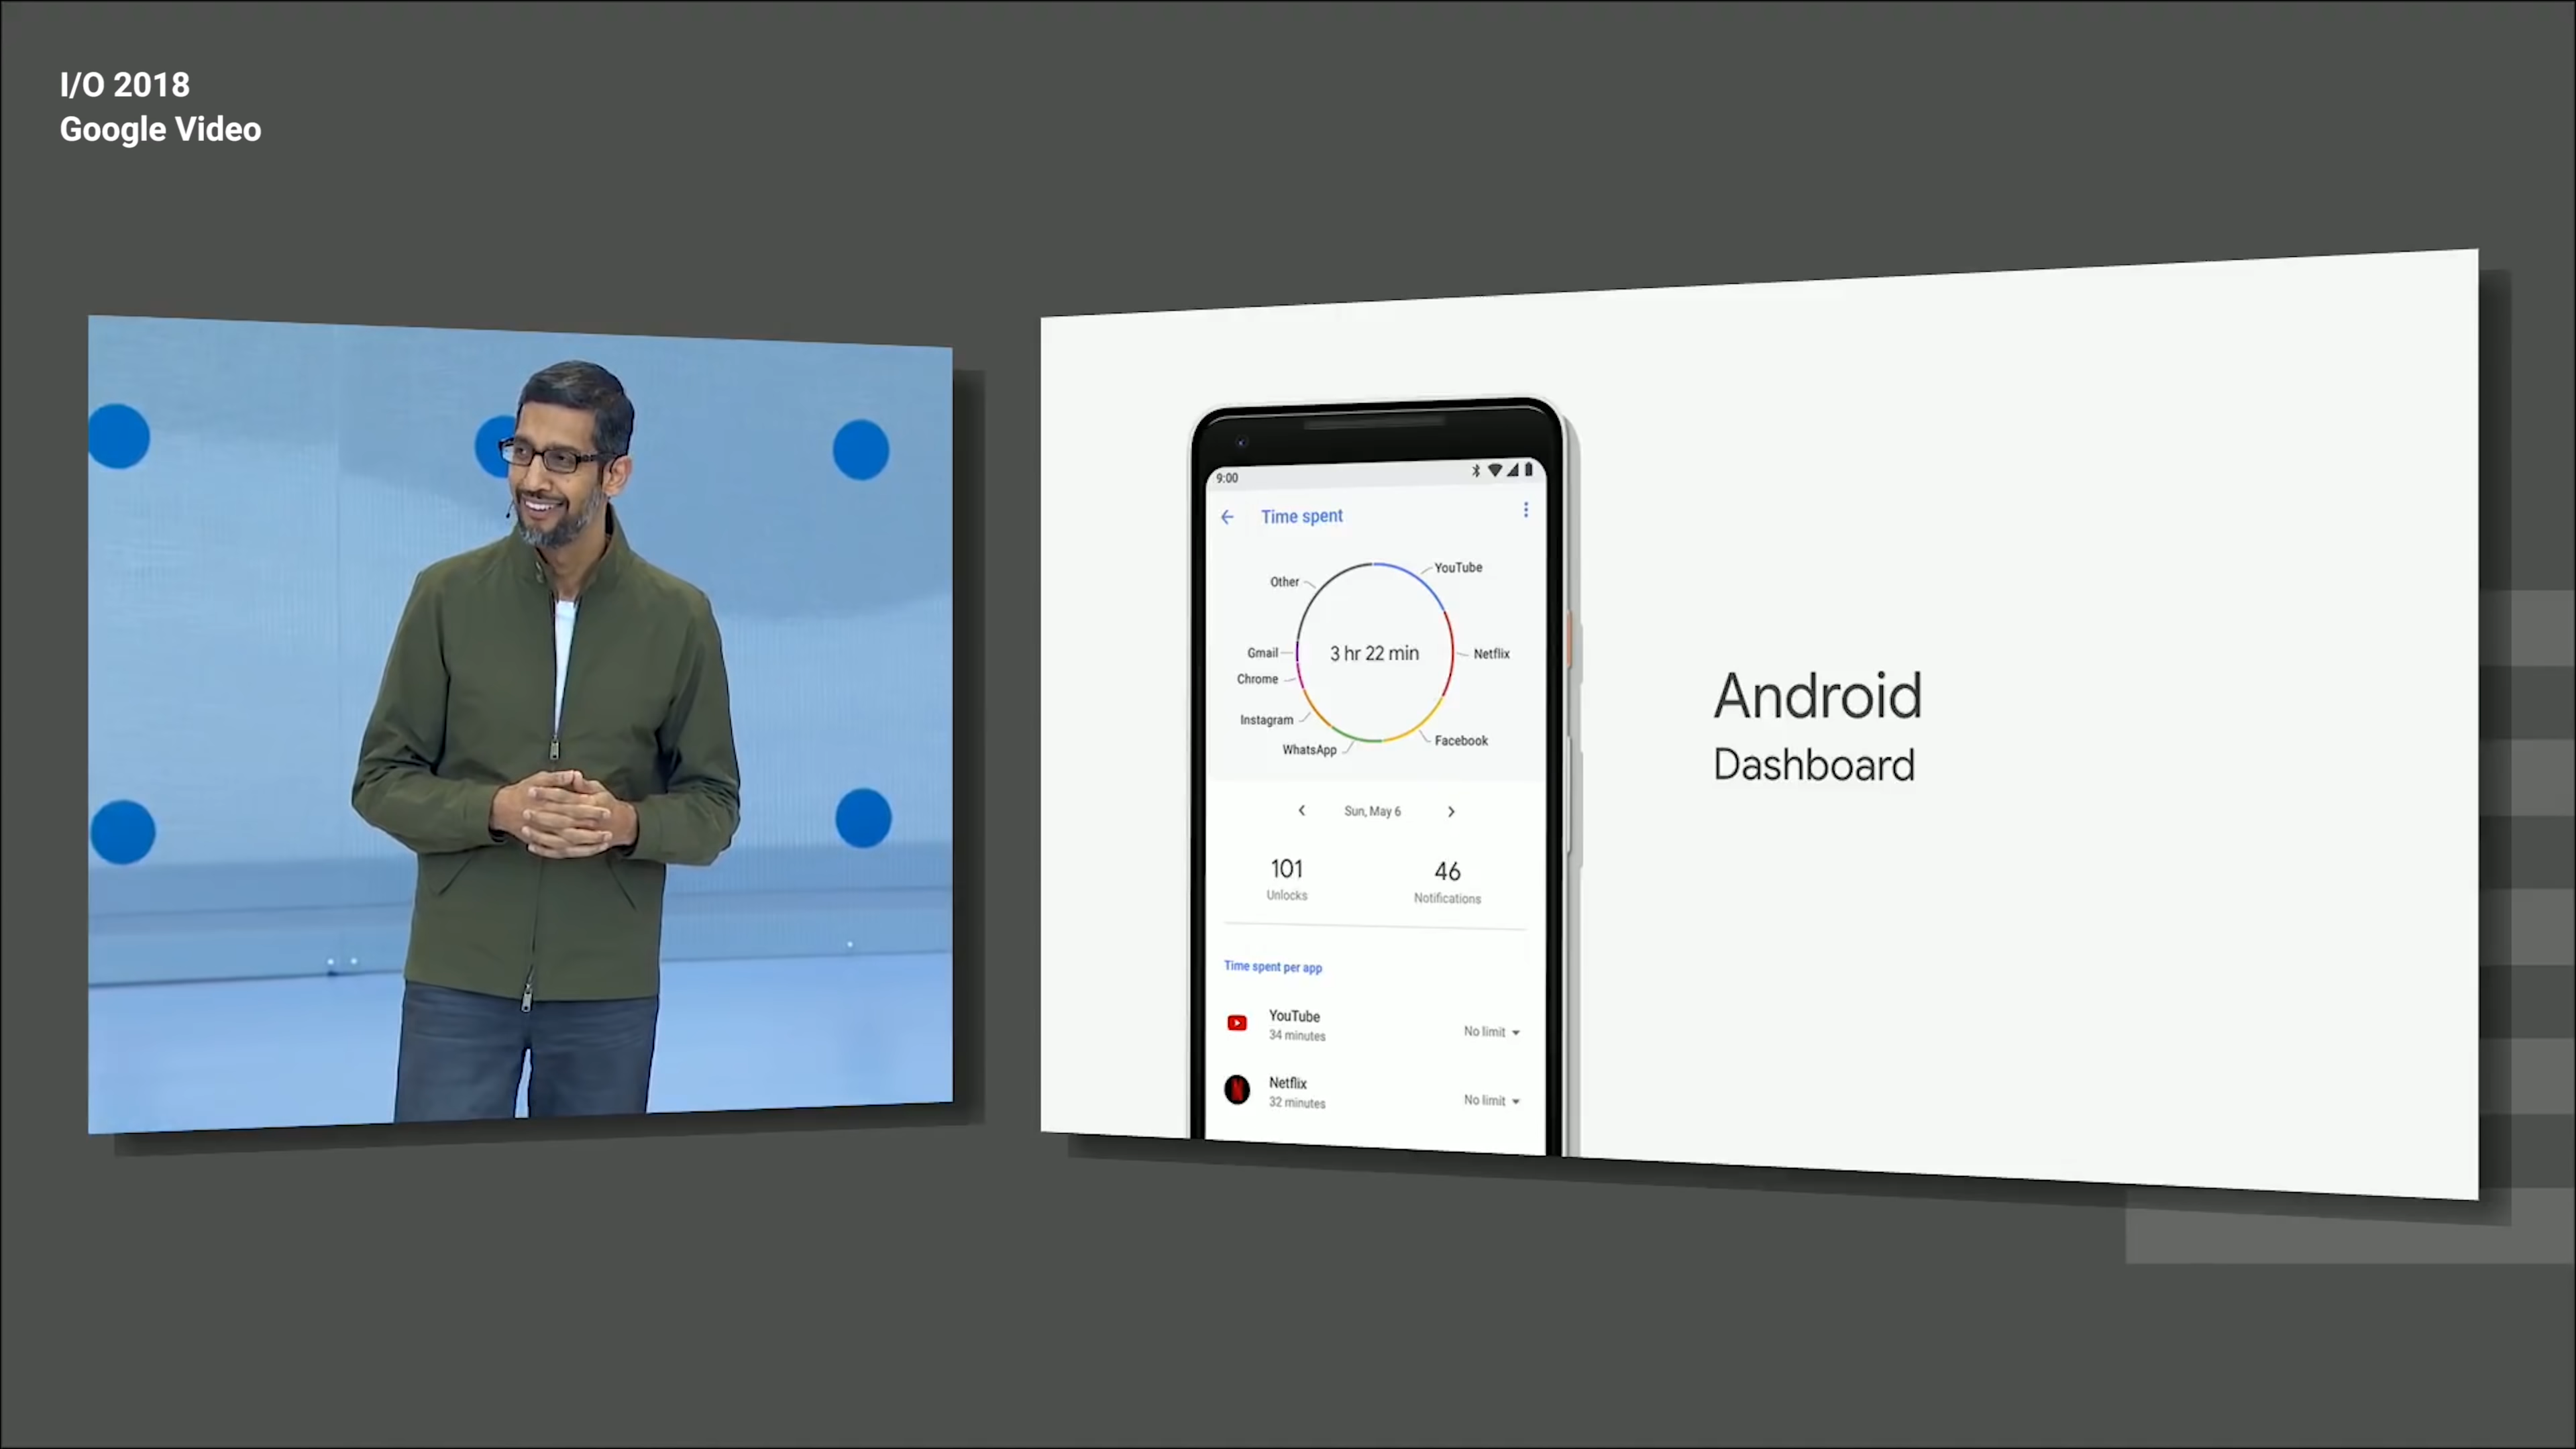 I/O 2018
Google Video
9:00
Time spent
Other
YouTube
Gmail
3 hr 22 min
Netflix
Chrome
Instagram
WhatsApp
Facebook
Sun, May 6
101
46
Unlocks
Notifications
Time spent per app
YouTube
34 minutes
No limit
Netflix
32 minutes
No limit
Android
Dashboard